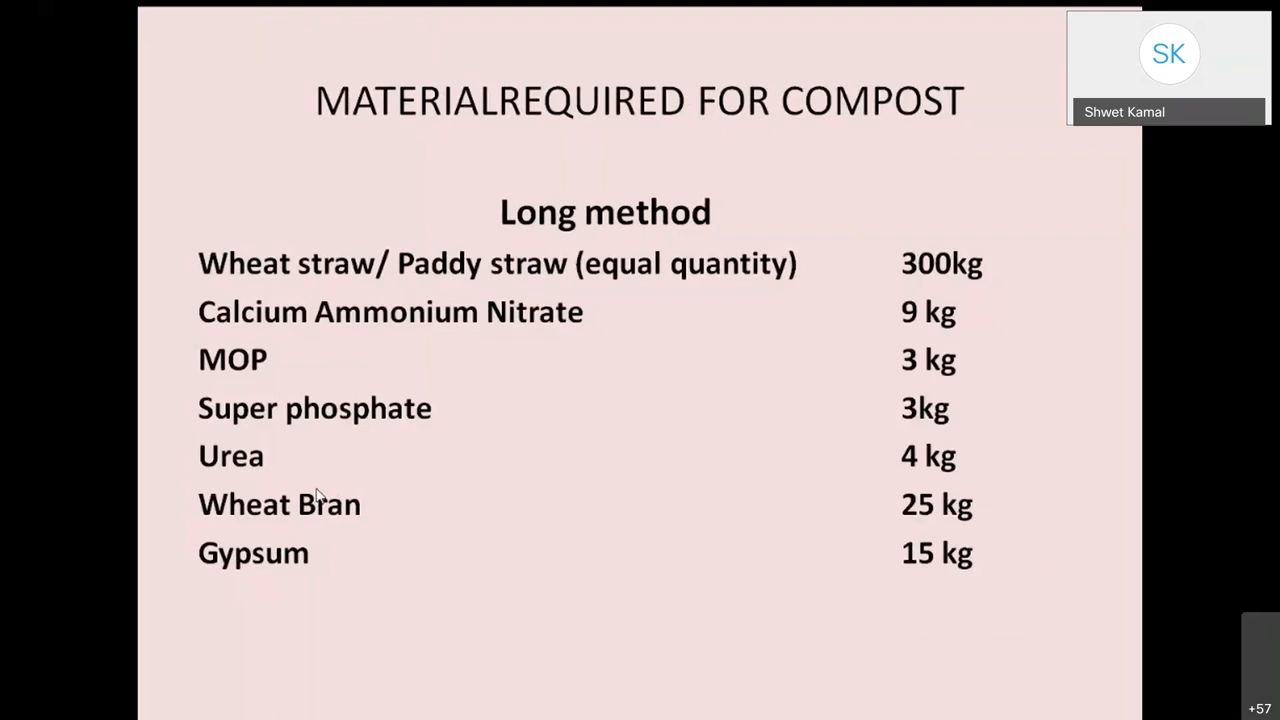 SK
Shwet Kamal
MATERIALREQUIRED FOR COMPOST
Long method
Wheat straw/ Paddy straw (equal quantity) 300kg
Calcium Ammonium Nitrate 9 kg
MOP 3 kg
Super phosphate 3kg
Urea 4 kg
Wheat Bran 25 kg
Gypsum 15 kg
+57